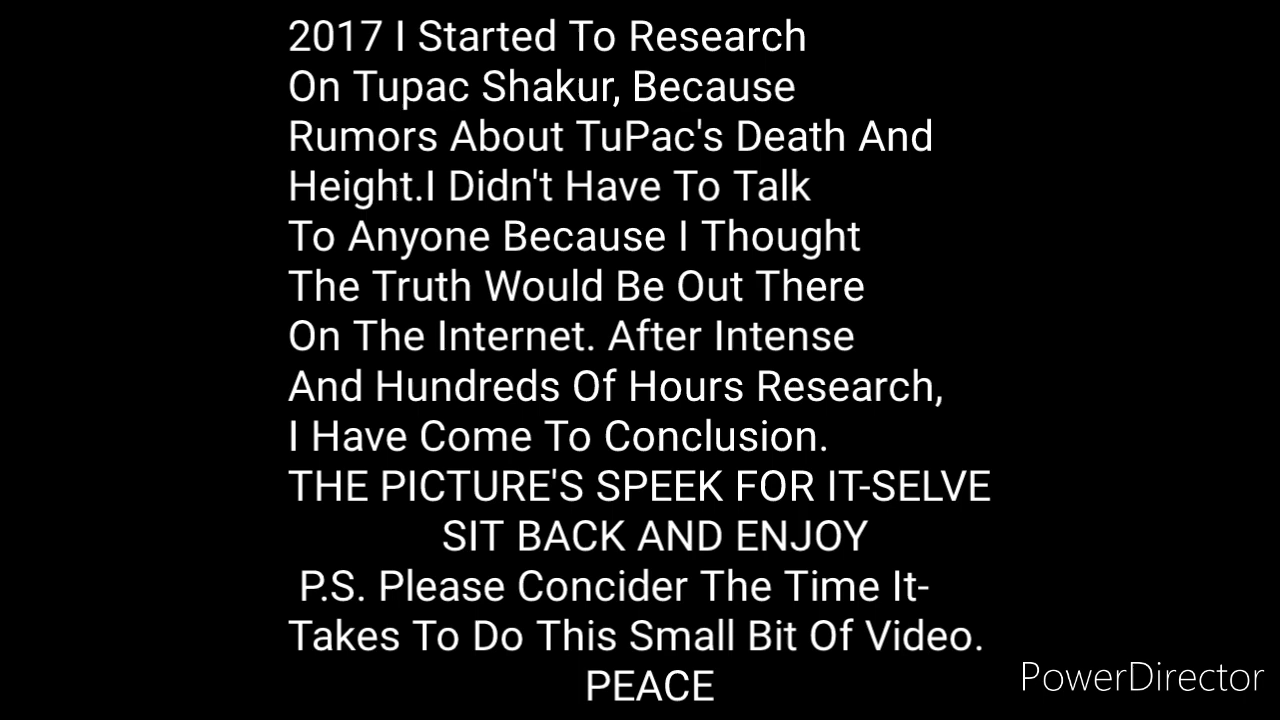 2017 I Started To Research
On Tupac Shakur, Because
Rumors About TuPac's Death And
Height.I Didn't Have To Talk
To Anyone Because I Thought
The Truth Would Be Out There
On The Internet. After Intense
And Hundreds Of Hours Research,
I Have Come To Conclusion.
THE PICTURE'S SPEEK FOR IT-SELVE
SIT BACK AND ENJOY
P.S. Please Concider The Time It-
Takes To Do This Small Bit Of Video.
PEACE
PowerDirector